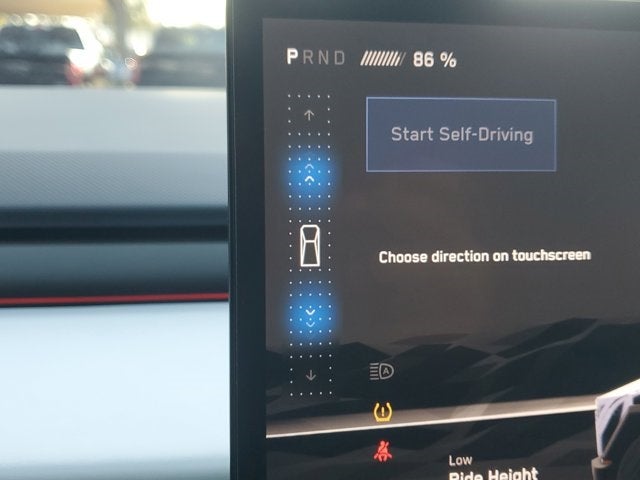 PRND 86 %
Start Self-Driving
Choose direction on touchscreen
A
Low
Ride Height